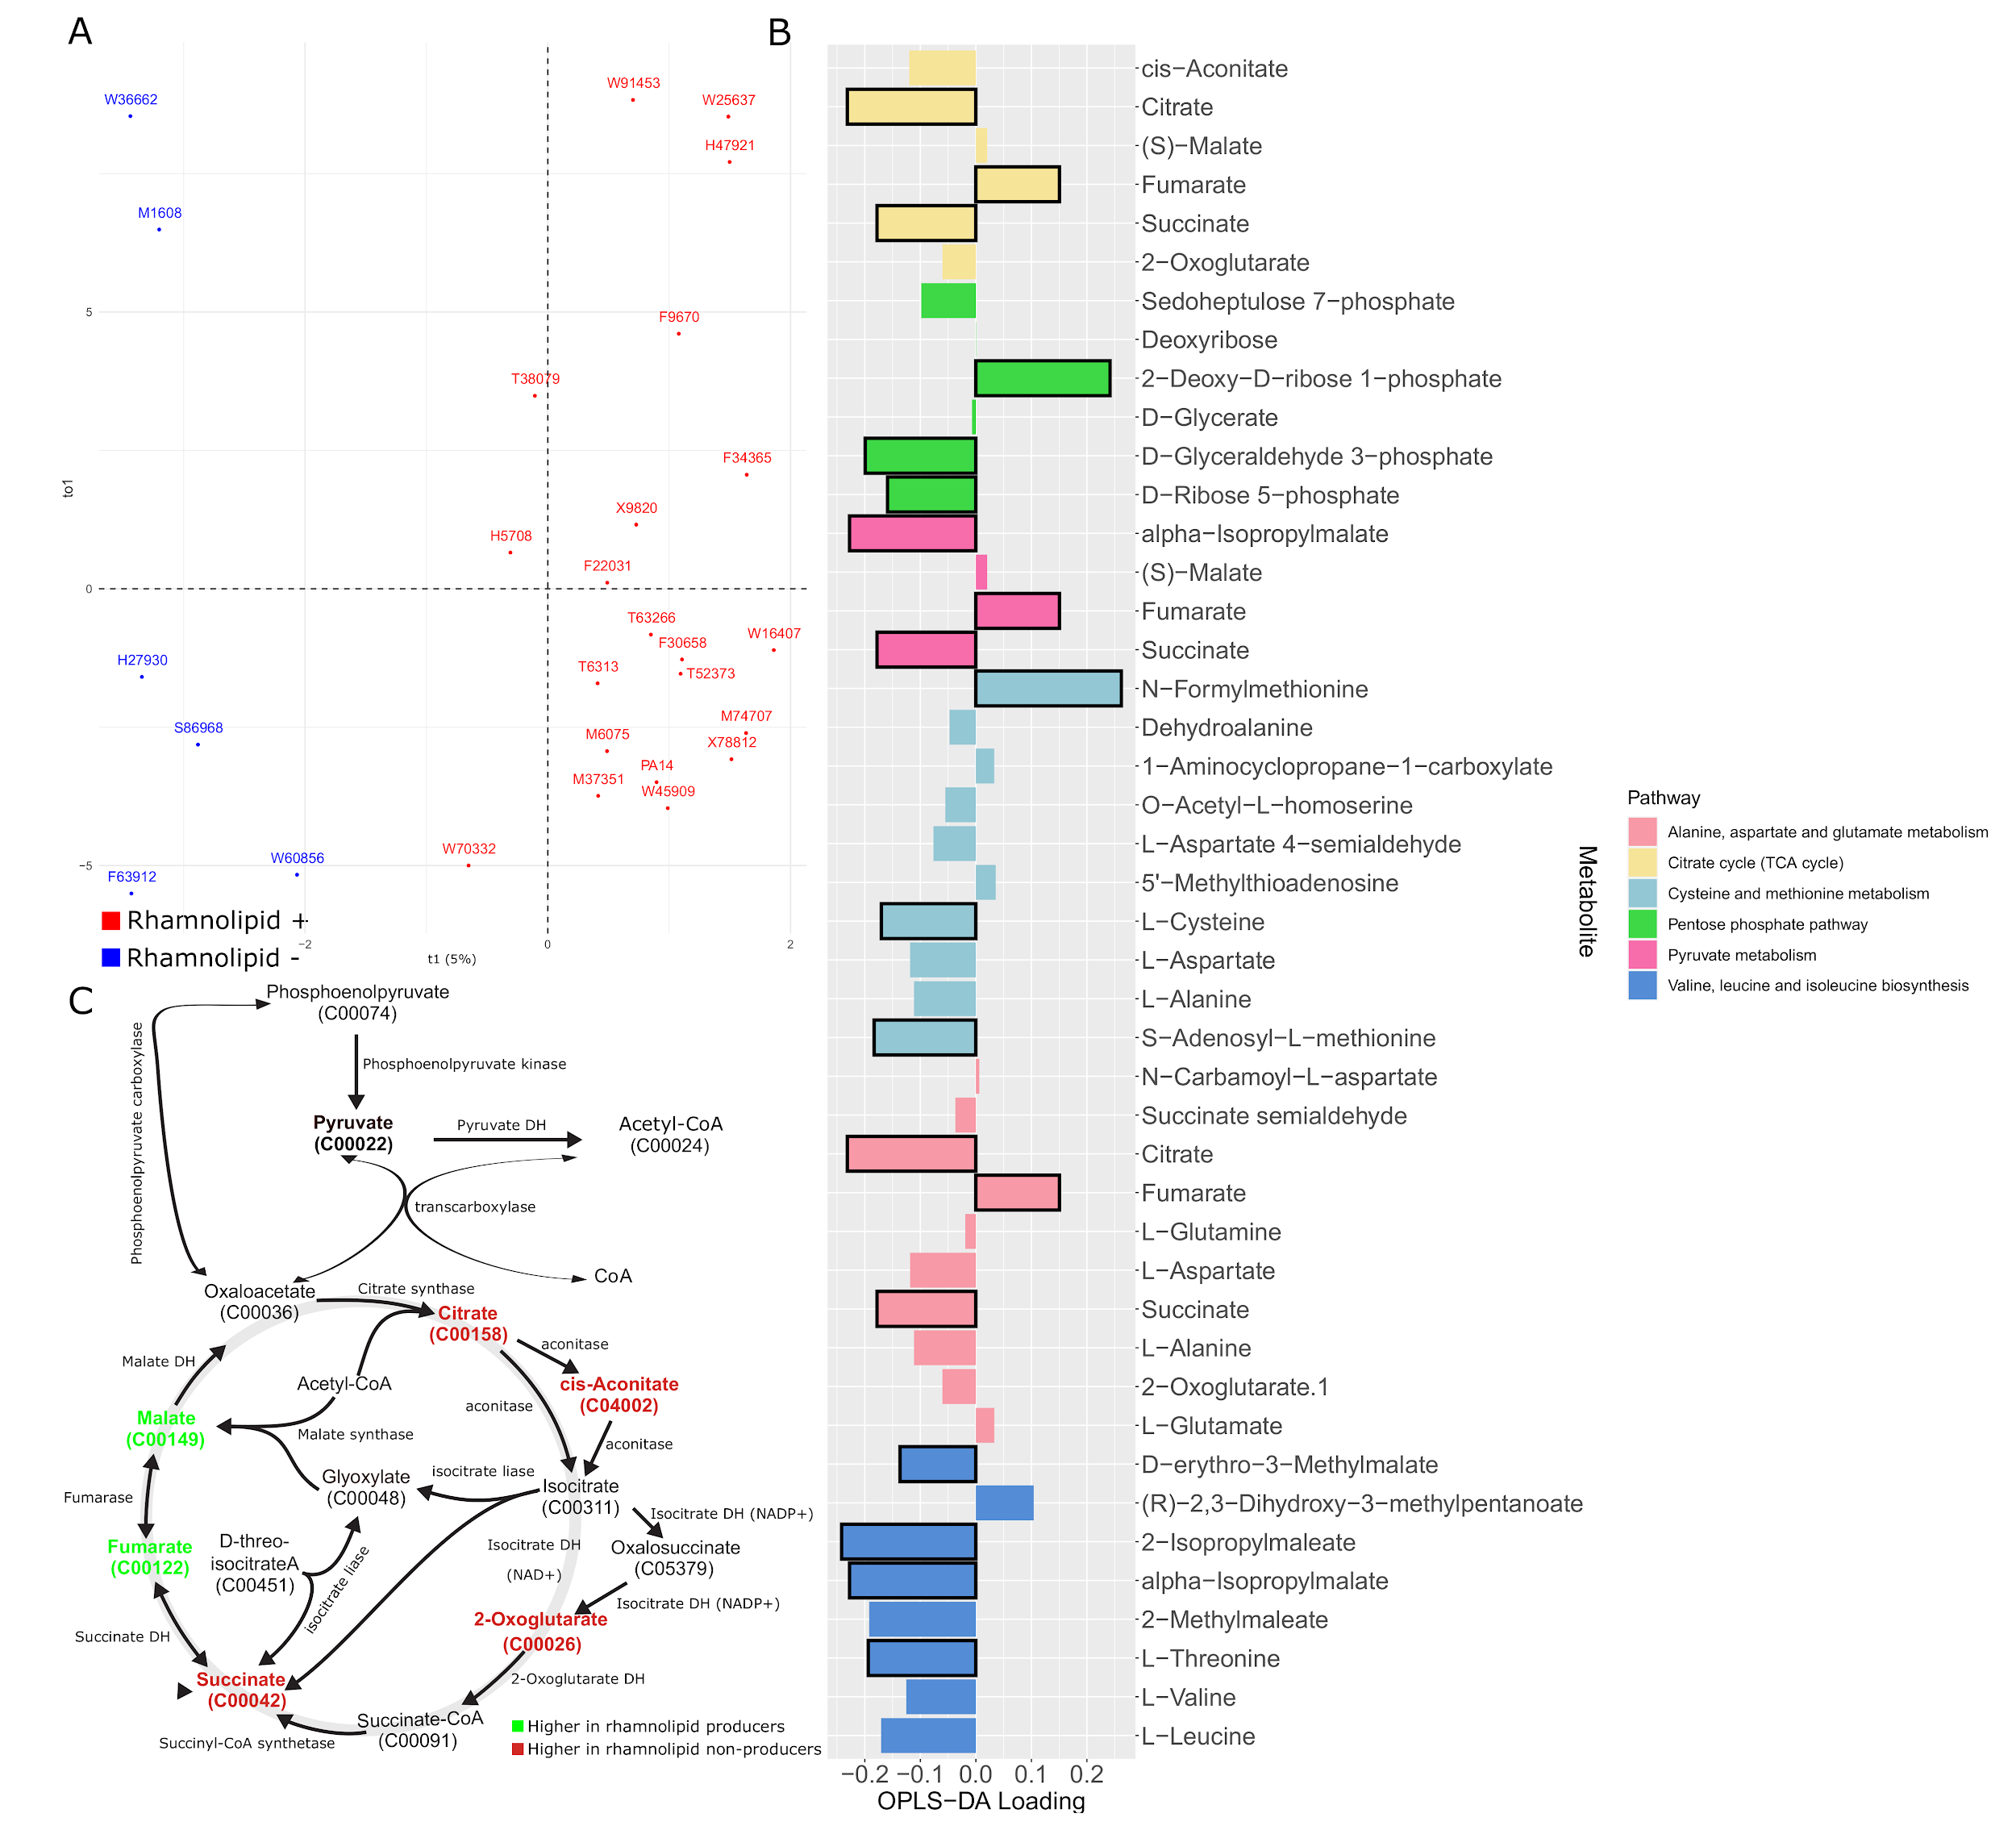 A
W36662
W91453
W25637
H47921
M1608
5
F9670
T38079
F34365
X9820
H5708
F22031
to1
0
T63266
F30658
W16407
T52373
T6313
H27930
S86968
M74707
M6075
X78812
PA14
M37351
W45909
W70332
W60856
−5
F63912
Rhamnolipid +
Rhamnolipid -
−2
0
2
t1 (5%)
B
cis−Aconitate
Citrate
(S)−Malate
Fumarate
Succinate
2−Oxoglutarate
Sedoheptulose 7−phosphate
Deoxyribose
2−Deoxy−D−ribose 1−phosphate
D−Glycerate
D−Glyceraldehyde 3−phosphate
D−Ribose 5−phosphate
alpha−Isopropylmalate
(S)−Malate
Fumarate
Succinate
N−Formylmethionine
Dehydroalanine
1−Aminocyclopropane−1−carboxylate
O−Acetyl−L−homoserine
L−Aspartate 4−semialdehyde
5'−Methylthioadenosine
L−Cysteine
L−Aspartate
L−Alanine
S−Adenosyl−L−methionine
N−Carbamoyl−L−aspartate
Succinate semialdehyde
Citrate
Fumarate
L−Glutamine
L−Aspartate
Succinate
L−Alanine
2−Oxoglutarate.1
L−Glutamate
D−erythro−3−Methylmalate
(R)−2,3−Dihydroxy−3−methylpentanoate
2−Isopropylmaleate
alpha−Isopropylmalate
2−Methylmaleate
L−Threonine
L−Valine
L−Leucine
−0.2
−0.1
0.0
0.1
0.2
OPLS−DA Loading
Metabolite
Pathway
Alanine, aspartate and glutamate metabolism
Citrate cycle (TCA cycle)
Cysteine and methionine metabolism
Pentose phosphate pathway
Pyruvate metabolism
Valine, leucine and isoleucine biosynthesis
C
Phosphoenolpyruvate
(C00074)
Phosphoenolpyruvate carboxylase
Phosphoenolpyruvate kinase
Pyruvate
(C00022)
Pyruvate DH
Acetyl-CoA
(C00024)
transcarboxylase
CoA
Oxaloacetate
(C00036)
Citrate synthase
Citrate
(C00158)
aconitase
cis-Aconitate
(C04002)
aconitase
aconitase
Malate DH
Acetyl-CoA
Malate
(C00149)
Malate synthase
Glyoxylate
(C00048)
isocitrate liase
Isocitrate
(C00311)
Isocitrate DH (NADP+)
Fumarase
Fumarate
(C00122)
D-threo-
isocitrateA
(C00451)
isocitrate liase
Isocitrate DH
(NAD+)
Oxalosuccinate
(C05379)
Isocitrate DH (NADP+)
2-Oxoglutarate
(C00026)
Succinate DH
Succinate
(C00042)
2-Oxoglutarate DH
Succinate-CoA
(C00091)
Succinyl-CoA synthetase
Higher in rhamnolipid producers
Higher in rhamnolipid non-producers